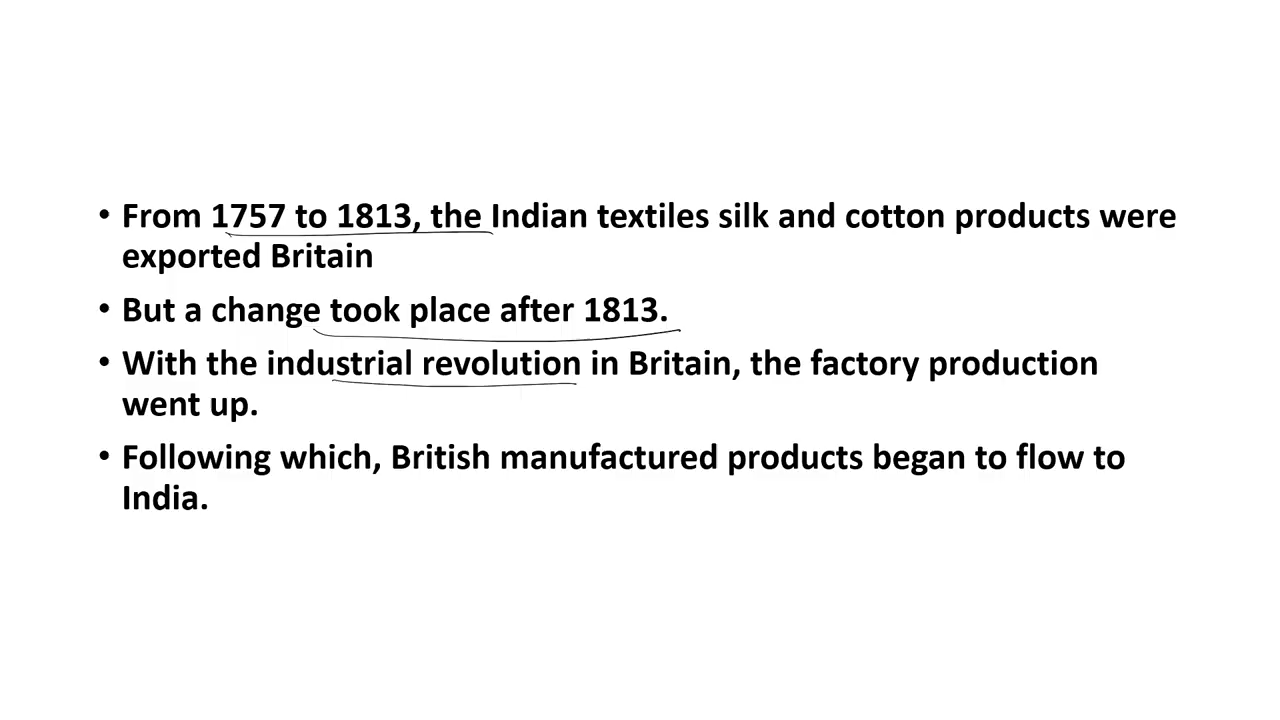 • From 1757 to 1813, the Indian textiles silk and cotton products were
exported Britain
• But a change took place after 1813.
• With the industrial revolution in Britain, the factory production
went up.
• Following which, British manufactured products began to flow to
India.